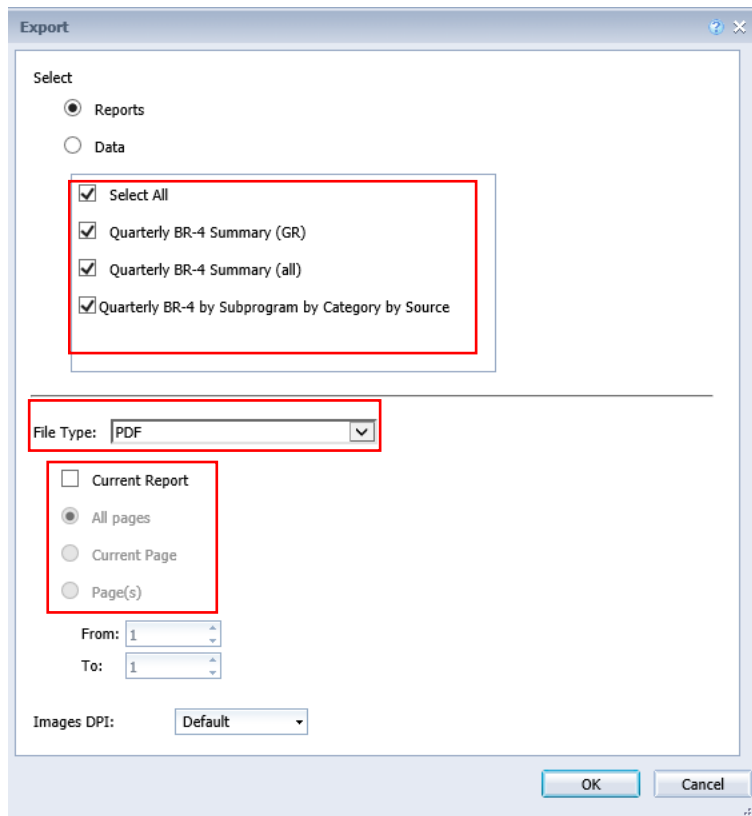 Export
Select
Reports
Data
Select All
Quarterly BR-4 Summary (GR)
Quarterly BR-4 Summary (all)
Quarterly BR-4 by Subprogram by Category by Source
File Type: PDF
Current Report
All pages
Current Page
Page(s)
From: 1
To: 1
Images DPI: Default
OK Cancel